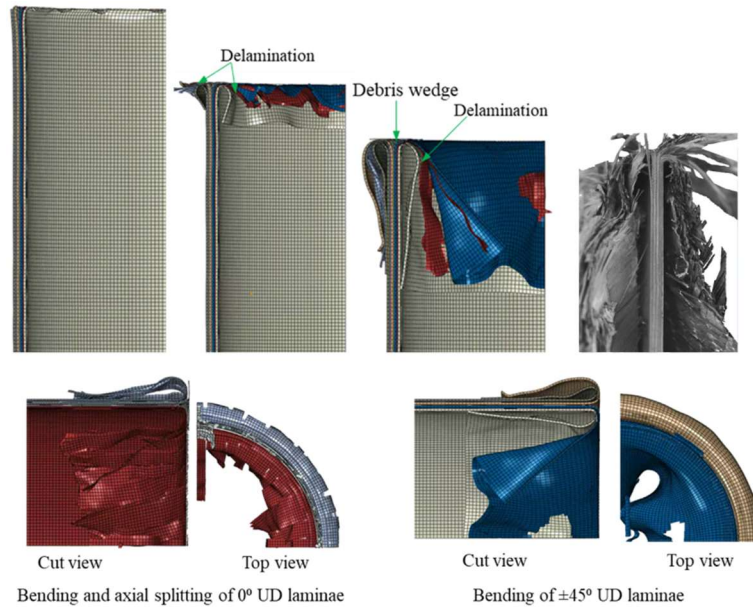 Delamination
Debris wedge
Delamination
Cut view
Top view
Cut view
Top view
Bending and axial splitting of 0º UD laminae
Bending of ±45º UD laminae